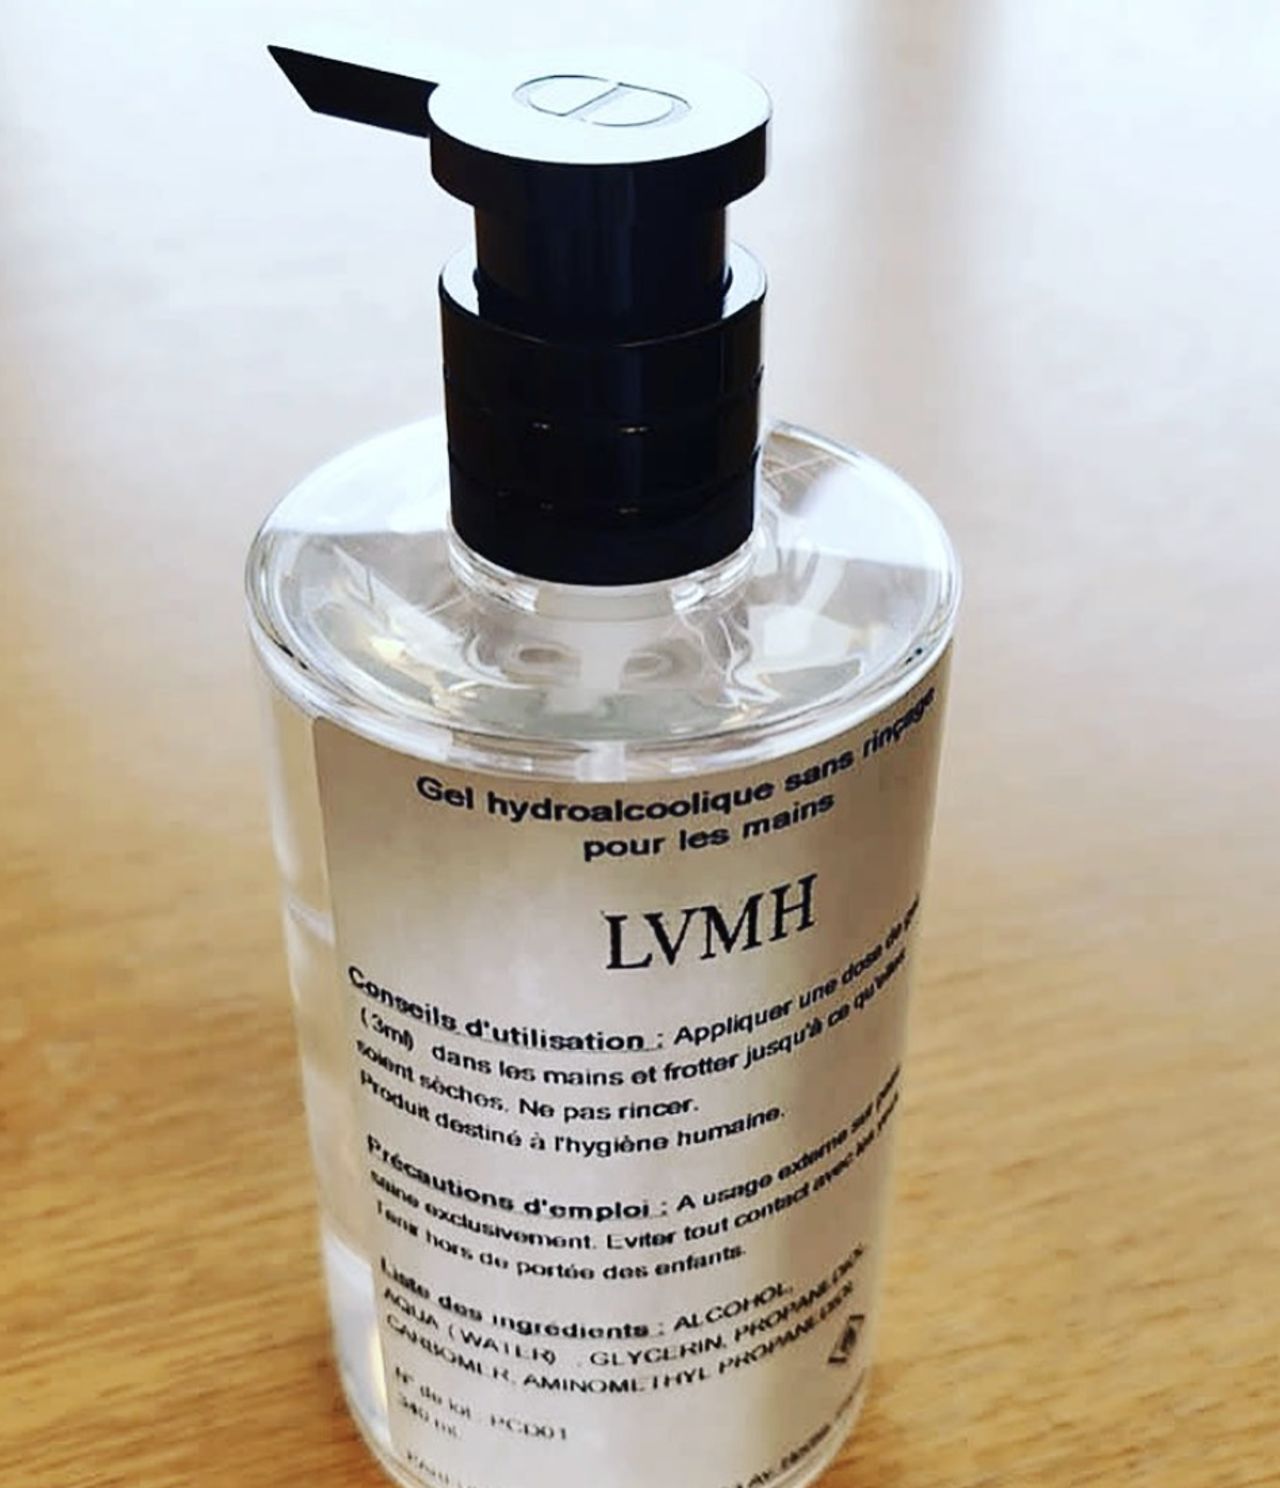 Gel hydroalcoolique sans rinçage
pour les mains
LVMH
Conseils d'utilisation : Appliquer une dose de gel
(3ml) dans les mains et frotter jusqu'à ce qu'elles
soient sèches. Ne pas rincer.
Produit destiné à l'hygiène humaine.
Précautions d'emploi : A usage externe sur peau
saine exclusivement. Eviter tout contact avec les yeux.
Tenir hors de portée des enfants.
Liste des ingrédients : ALCOHOL,
AQUA (WATER) , GLYCERIN, PROPANEDIOL
CARBOMER, AMINOMETHYL PROPANEDIOL
N° de lot : PCD01
340 ml